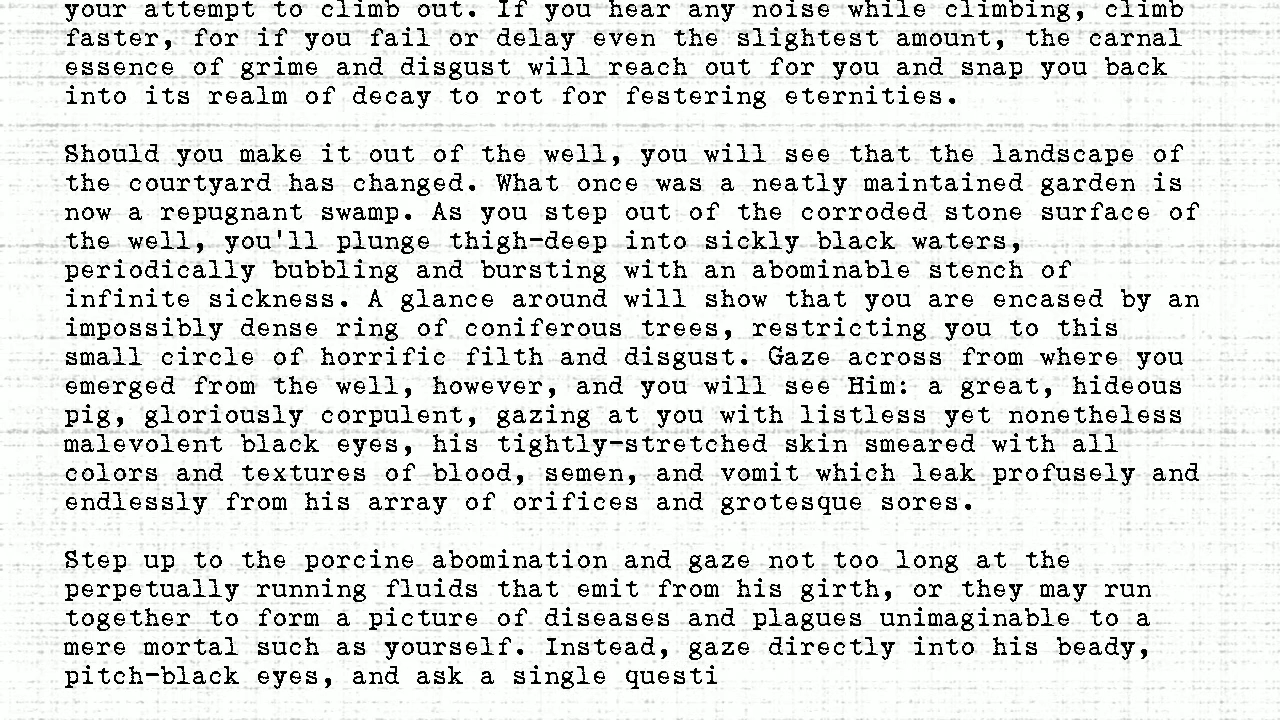 your attempt to climb out. If you hear any noise while climbing, climb
faster, for if you fail or delay even the slightest amount, the carnal
essence of grime and disgust will reach out for you and snap you back
into its realm of decay to rot for festering eternities.
Should you make it out of the well, you will see that the landscape of
the courtyard has changed. What once was a neatly maintained garden is
now a repugnant swamp. As you step out of the corroded stone surface of
the well, you'll plunge thigh-deep into sickly black waters,
periodically bubbling and bursting with an abominable stench of
infinite sickness. A glance around will show that you are encased by an
impossibly dense ring of coniferous trees, restricting you to this
small circle of horrific filth and disgust. Gaze across from where you
emerged from the well, however, and you will see Him: a great, hideous
pig, gloriously corpulent, gazing at you with listless yet nonetheless
malevolent black eyes, his tightly-stretched skin smeared with all
colors and textures of blood, semen, and vomit which leak profusely and
endlessly from his array of orifices and grotesque sores.
Step up to the porcine abomination and gaze not too long at the
perpetually running fluids that emit from his girth, or they may run
together to form a picture of diseases and plagues unimaginable to a
mere mortal such as yourself. Instead, gaze directly into his beady,
pitch-black eyes, and ask a single questi